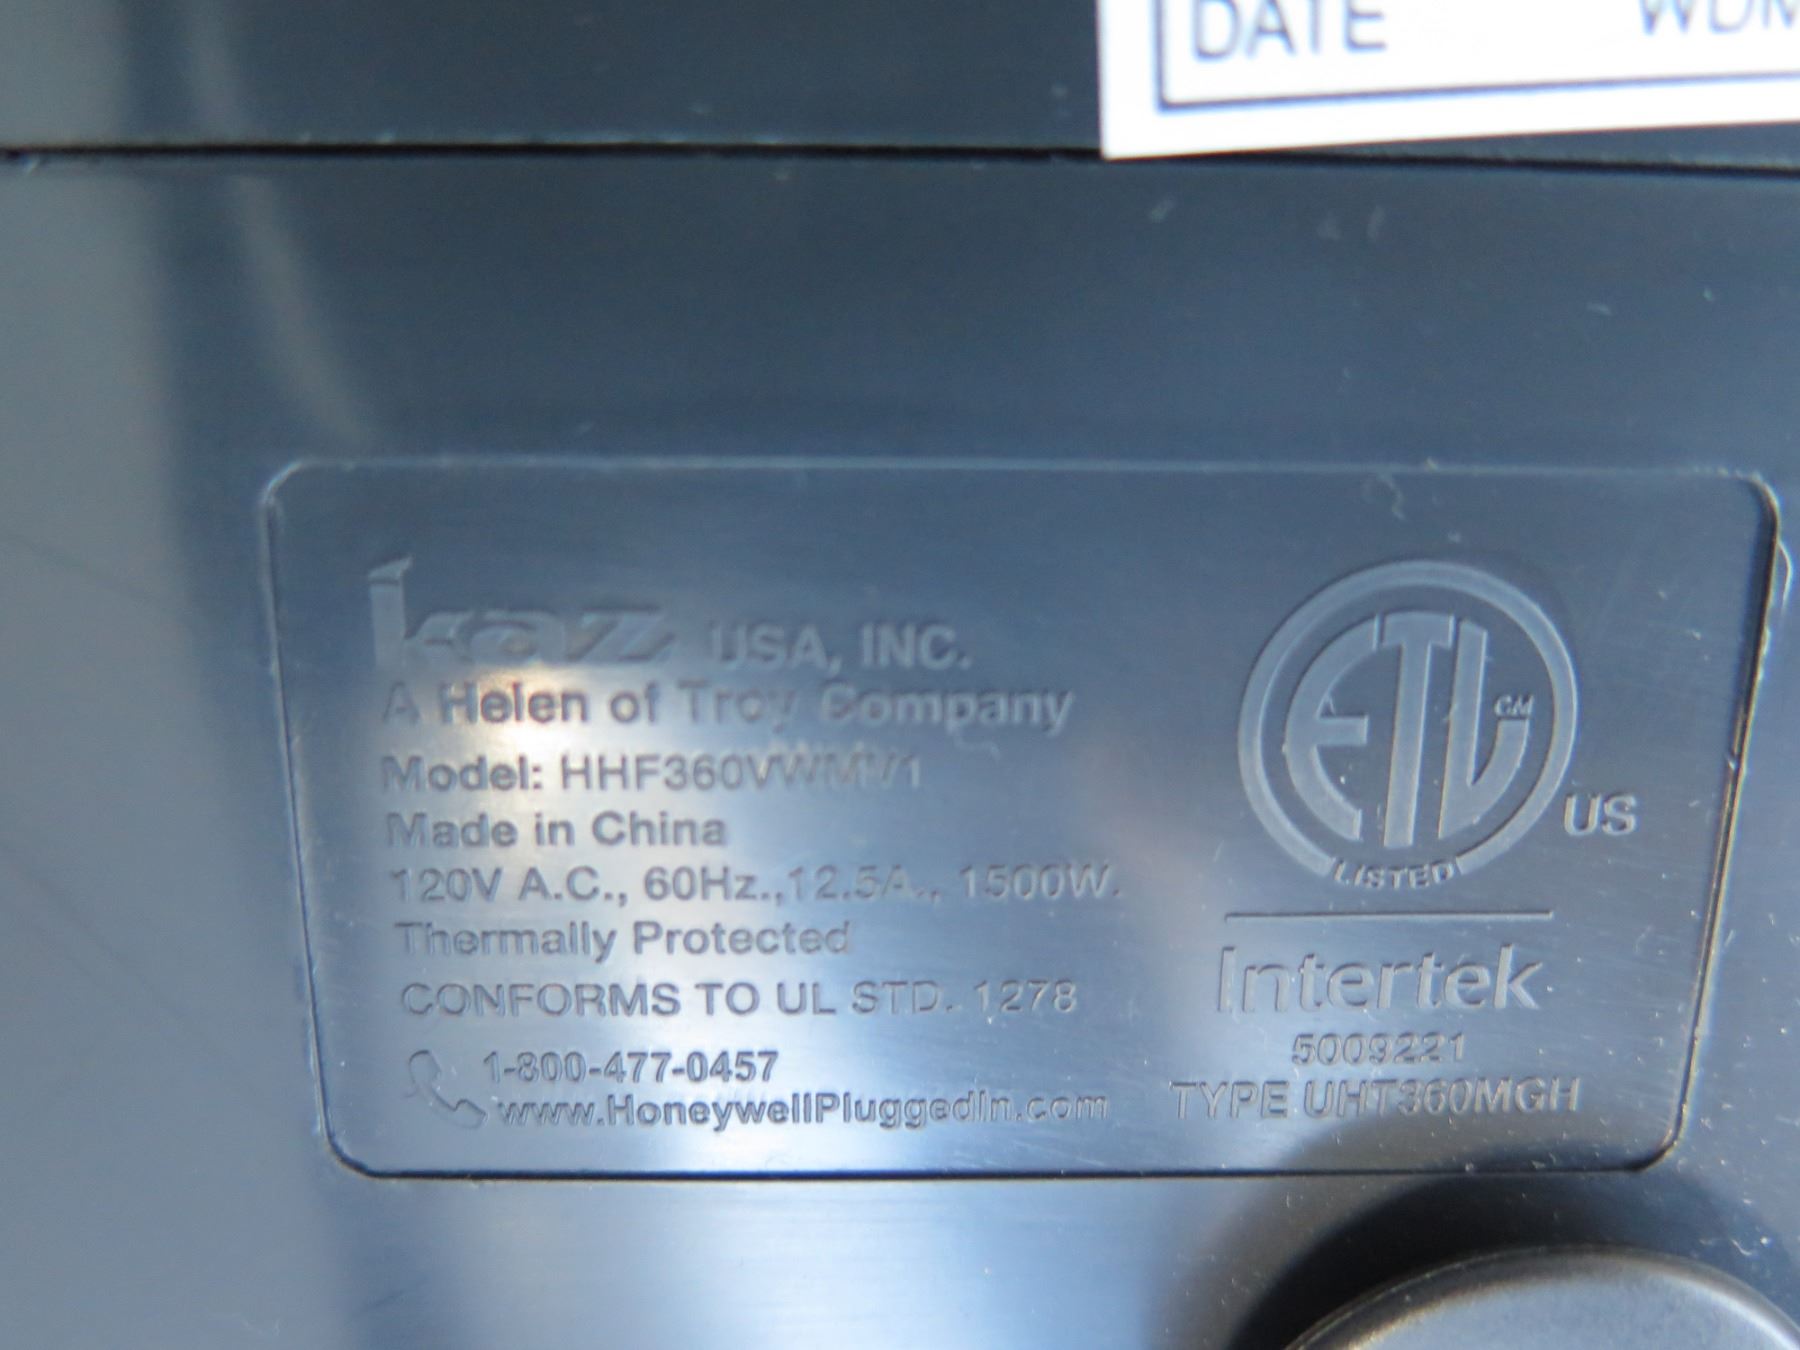 DATE
kaz USA, INC.
A Helen of Troy Company
Model: HHF360VWMV1
Made in China
120V A.C., 60Hz.,12.5A., 1500W.
Thermally Protected
CONFORMS TO UL STD. 1278
1-800-477-0457
www.HoneywellPluggedIn.com
ETL CM
US
LISTED
Intertek
5009221
TYPE UHT360MGH